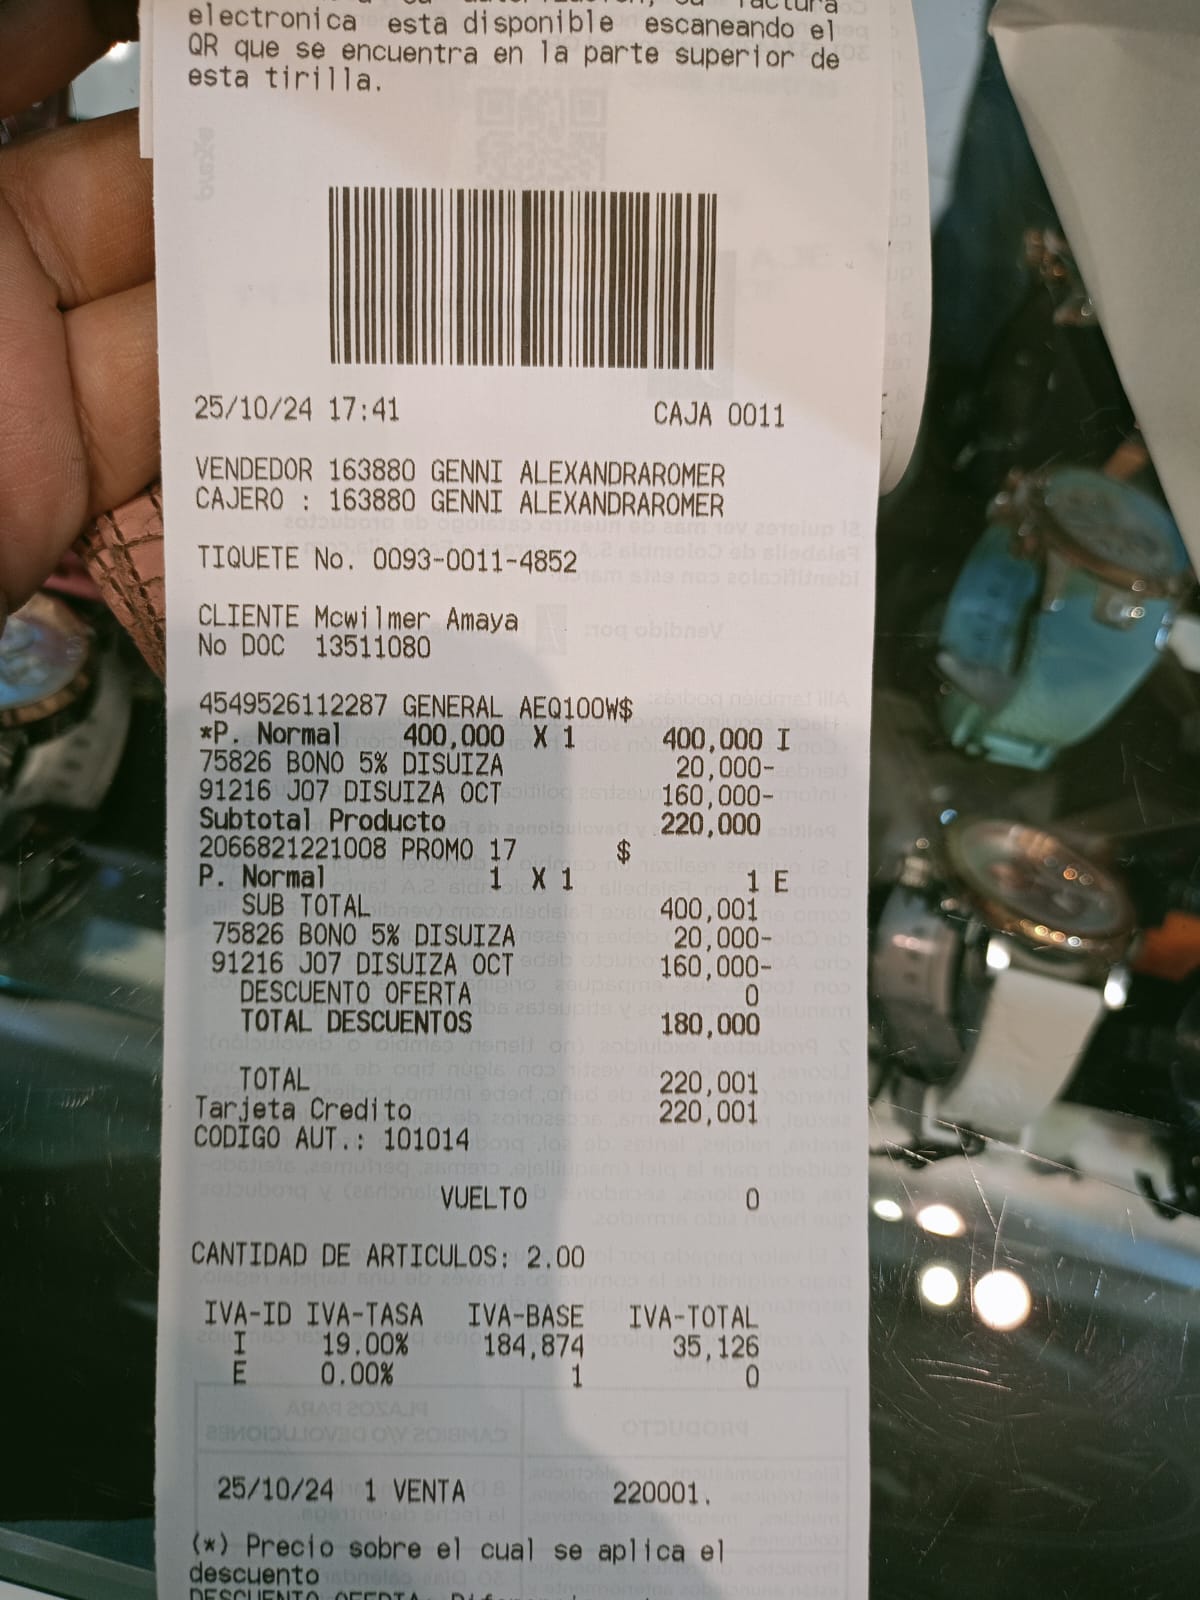 factura
electronica esta disponible escaneando el
QR que se encuentra en la parte superior de
esta tirilla.
25/10/24 17:41 CAJA 0011
VENDEDOR 163880 GENNI ALEXANDRAROMER
CAJERO : 163880 GENNI ALEXANDRAROMER
TIQUETE No. 0093-0011-4852
CLIENTE Mcwilmer Amaya
No DOC 13511080
4549526112287 GENERAL AEQ100W$
*P. Normal 400,000 X 1 400,000 I
75826 BONO 5% DISUIZA 20,000-
91216 J07 DISUIZA OCT 160,000-
Subtotal Producto 220,000
2066821221008 PROMO 17 $
P. Normal 1 X 1 1 E
SUB TOTAL 400,001
75826 BONO 5% DISUIZA 20,000-
91216 J07 DISUIZA OCT 160,000-
DESCUENTO OFERTA 0
TOTAL DESCUENTOS 180,000
TOTAL 220,001
Tarjeta Credito 220,001
CODIGO AUT.: 101014
VUELTO 0
CANTIDAD DE ARTICULOS: 2.00
IVA-ID IVA-TASA IVA-BASE IVA-TOTAL
I 19.00% 184,874 35,126
E 0.00% 1 0
25/10/24 1 VENTA 220001.
(*) Precio sobre el cual se aplica el
descuento